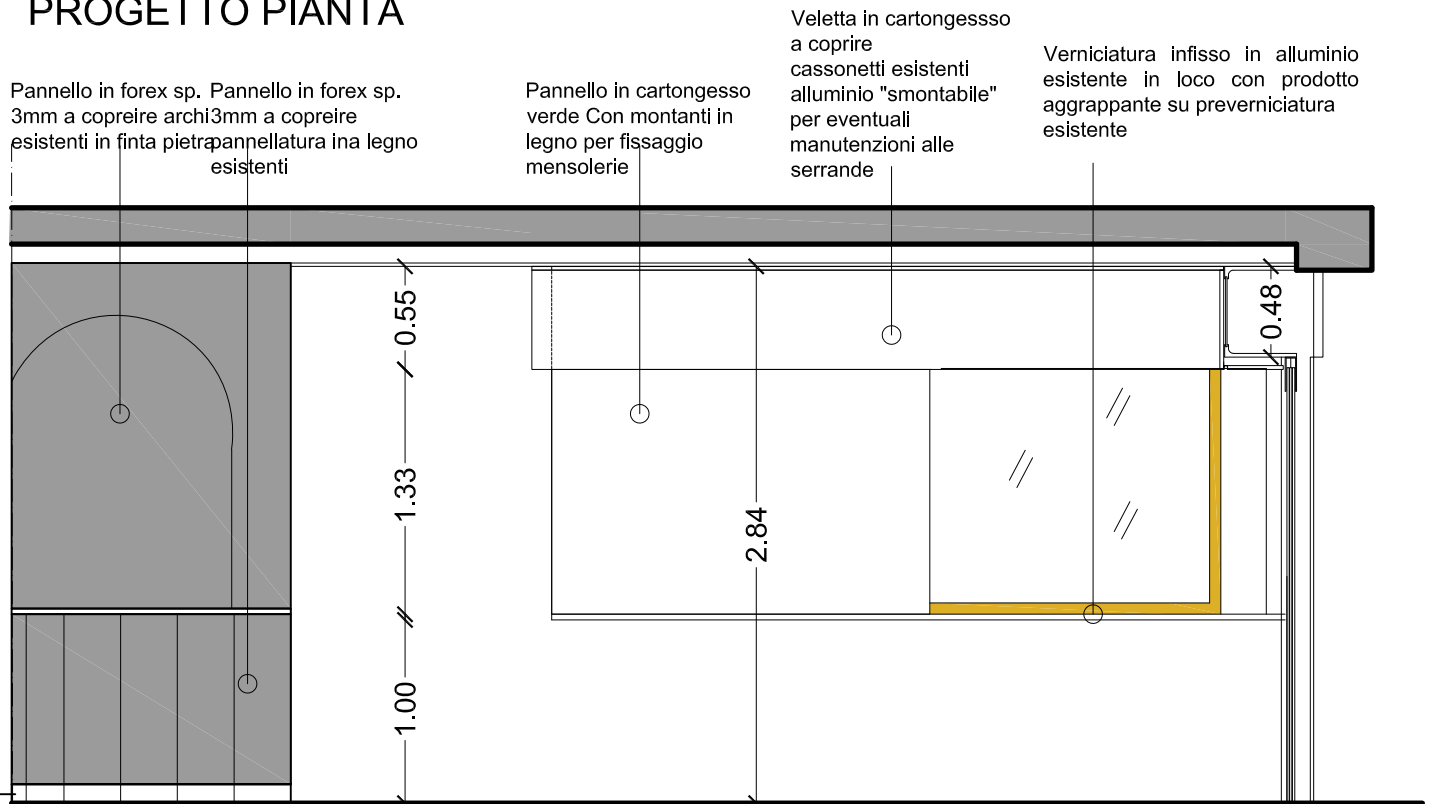 PROGETTO PIANTA
Pannello in forex sp.
3mm a copreire archi
esistenti in finta pietra
Pannello in forex sp.
3mm a copreire
pannellatura ina legno
esistenti
Pannello in cartongesso
verde Con montanti in
legno per fissaggio
mensolerie
Veletta in cartongessso
a coprire
cassonetti esistenti
alluminio "smontabile"
per eventuali
manutenzioni alle
serrande
Verniciatura infisso in alluminio
esistente in loco con prodotto
aggrappante su preverniciatura
esistente
0.55
1.33
1.00
2.84
0.48